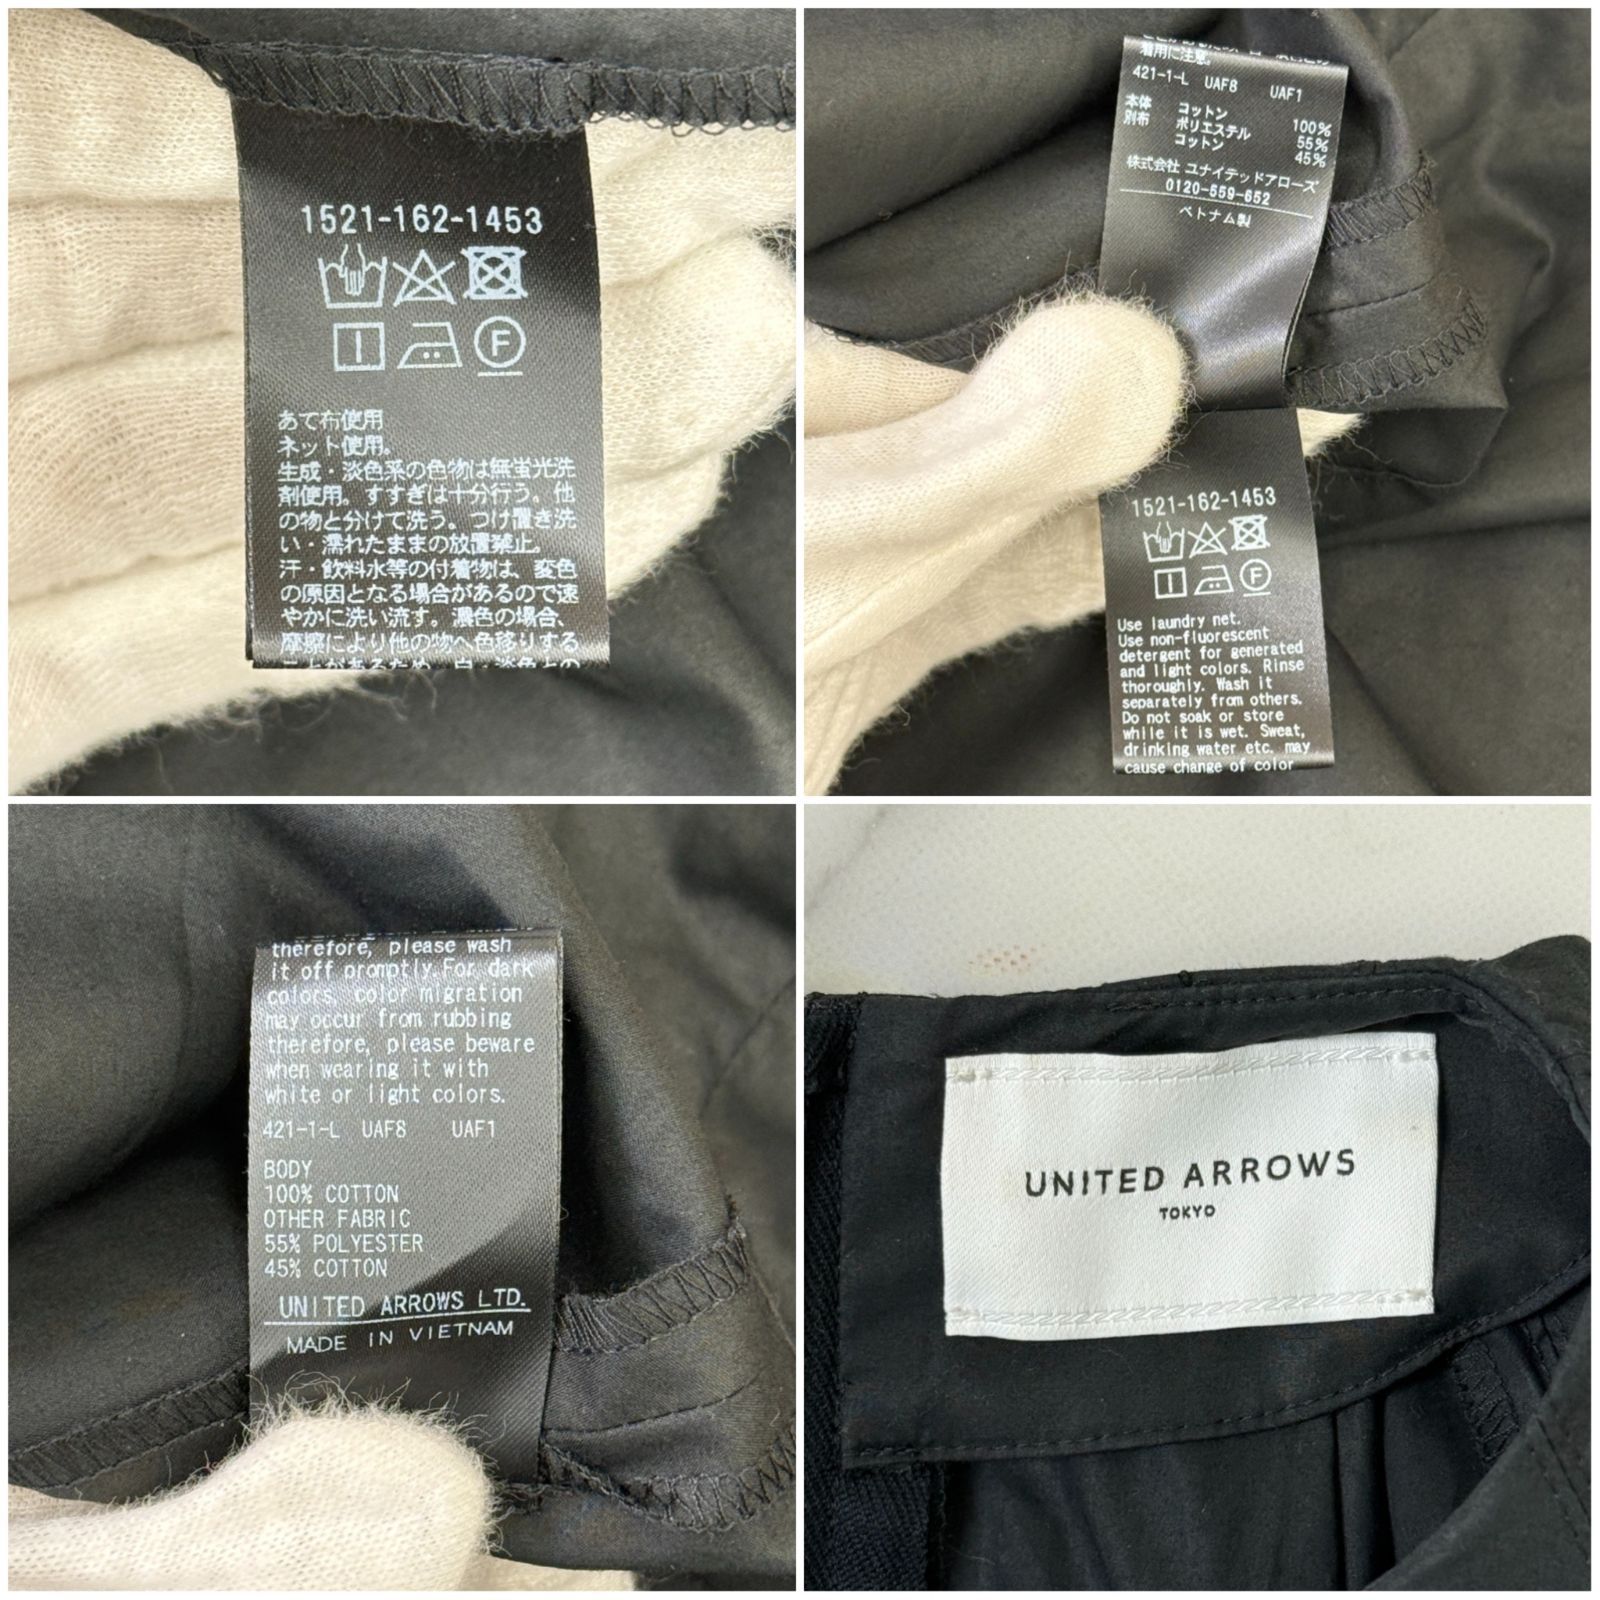 1521-162-1453
F
あて布使用
ネット使用。
生成・淡色系の色物は無蛍光洗
剤使用。すすぎは十分行う。他
の物と分けて洗う。つけ置き洗
い・濡れたままの放置禁止。
汗・飲料水等の付着物は、変色
の原因となる場合があるので速
やかに洗い流す。濃色の場合、
摩擦により他の物へ色移りする
ことがあるため、白・淡色との
着用に注意。
421-1-L UAF8 UAF1
本体 コットン 100%
別布 ポリエステル 55%
コットン 45%
株式会社 ユナイテッドアローズ
0120-659-652
ベトナム製
1521-162-1453
F
Use laundry net.
Use non-fluorescent
detergent for generated
and light colors. Rinse
thoroughly. Wash it
separately from others.
Do not soak or store
while it is wet. Sweat,
drinking water etc. may
cause change of color
therefore, please wash
it off promptly.For dark
colors, color migration
may occur from rubbing
therefore, please beware
when wearing it with
white or light colors.
421-1-L UAF8 UAF1
BODY
100% COTTON
OTHER FABRIC
55% POLYESTER
45% COTTON
UNITED ARROWS LTD.
MADE IN VIETNAM
UNITED ARROWS
TOKYO